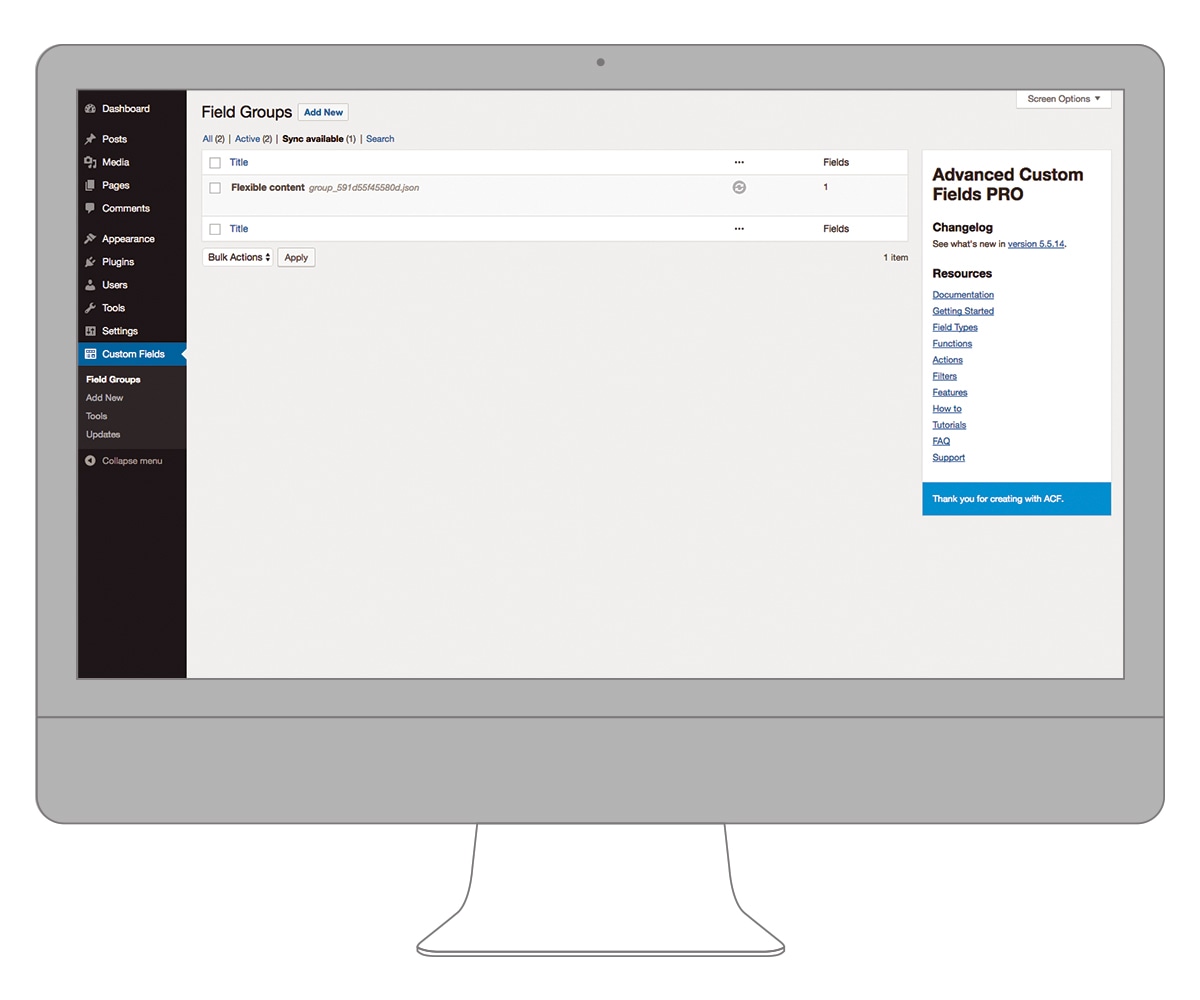 Dashboard
Posts
Media
Pages
Comments
Appearance
Plugins
Users
Tools
Settings
Custom Fields
Field Groups
Add New
Tools
Updates
Collapse menu
Screen Options
Field Groups Add New
All (2) | Active (2) | Sync available (1) | Search
Title ••• Fields
Flexible content group_591d55f45580d.json 1
Title ••• Fields
Bulk Actions Apply 1 item
Advanced Custom
Fields PRO
Changelog
See what's new in version 5.5.14.
Resources
Documentation
Getting Started
Field Types
Functions
Actions
Filters
Features
How to
Tutorials
FAQ
Support
Thank you for creating with ACF.